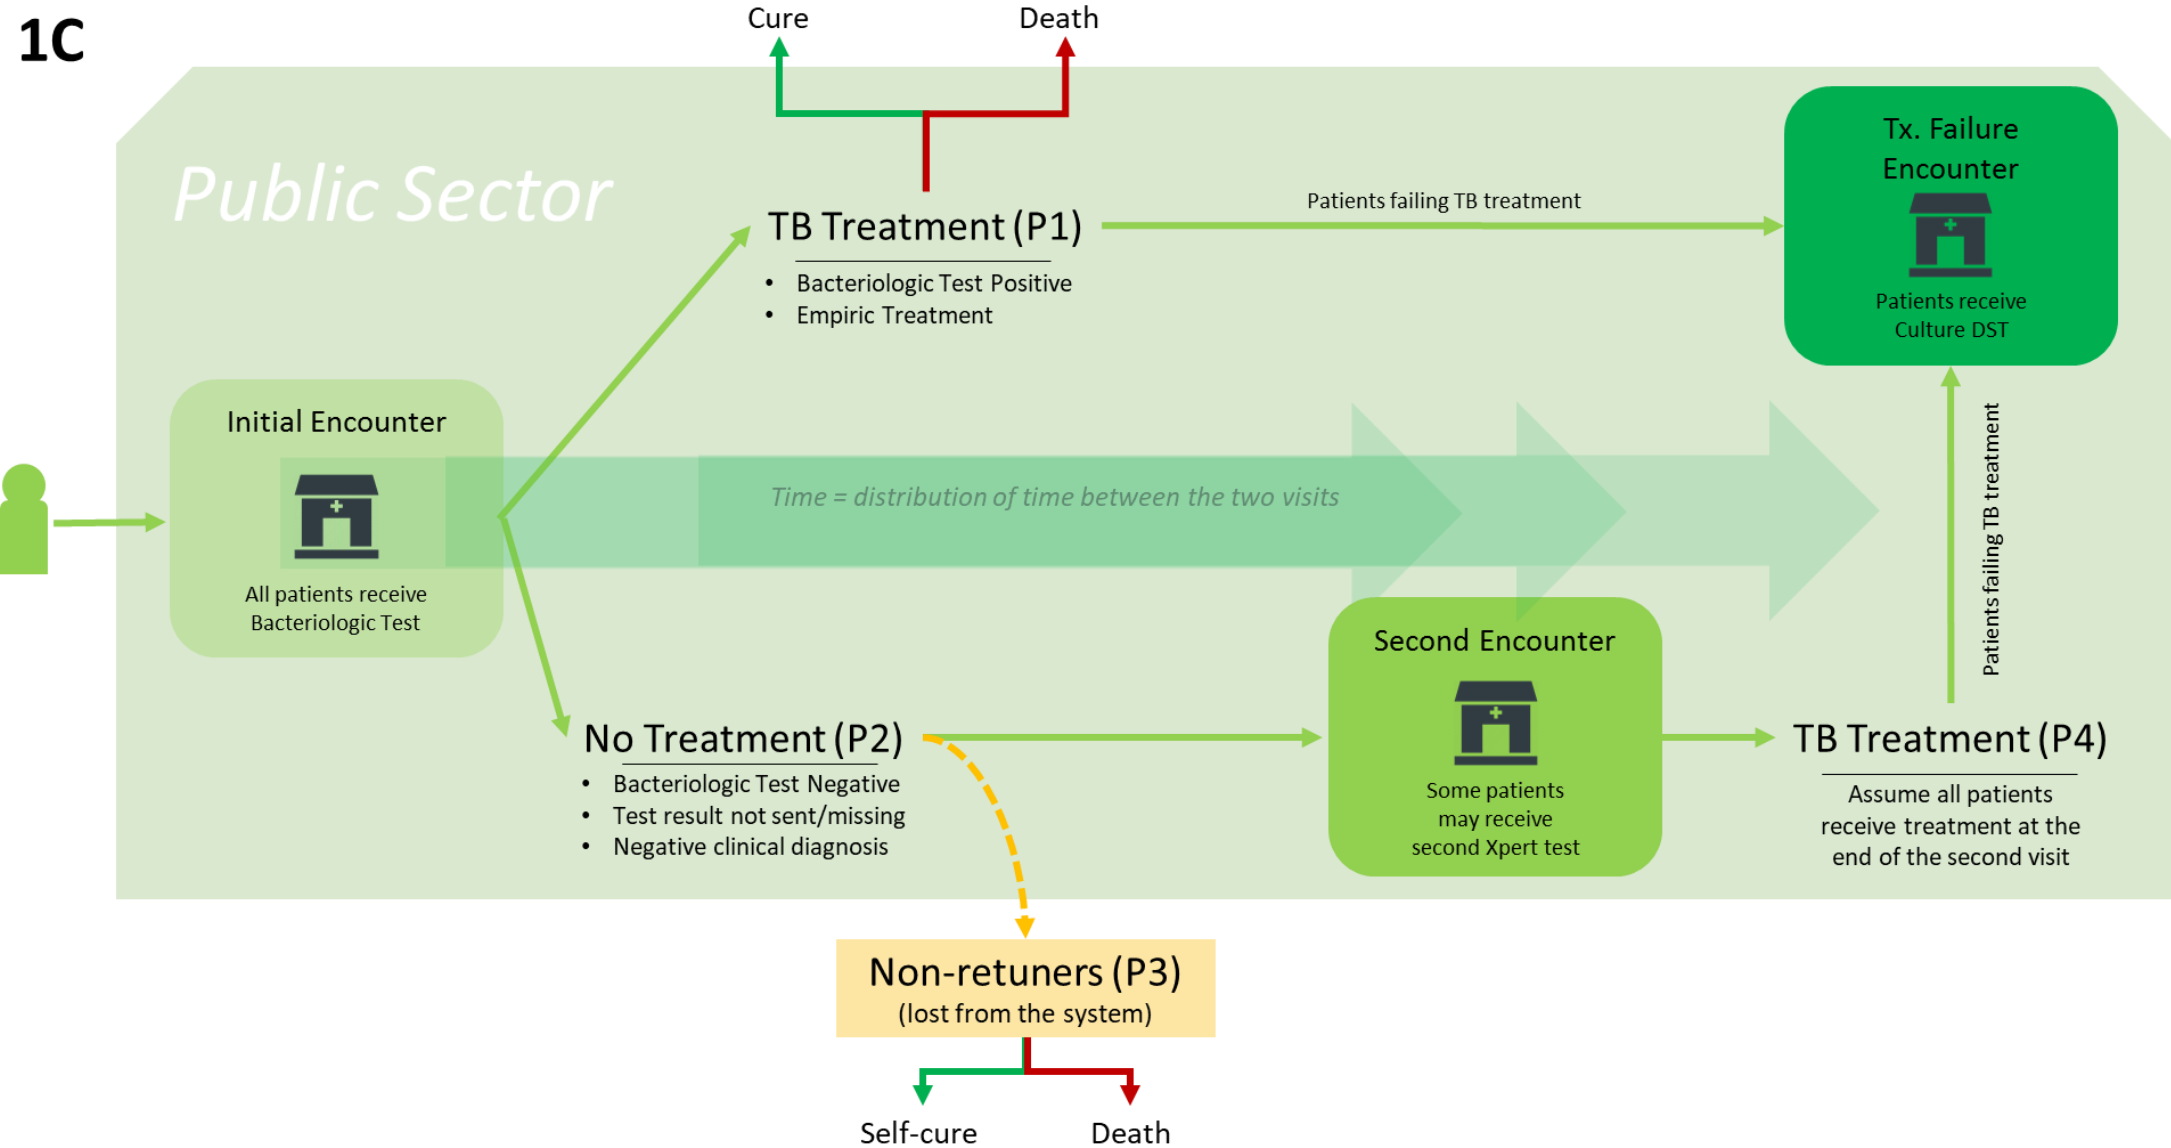 1C
Cure
Death
Public Sector
Tx. Failure
Encounter
Patients receive
Culture DST
TB Treatment (P1)
• Bacteriologic Test Positive
• Empiric Treatment
Patients failing TB treatment
Initial Encounter
All patients receive
Bacteriologic Test
Time = distribution of time between the two visits
Patients failing TB treatment
No Treatment (P2)
• Bacteriologic Test Negative
• Test result not sent/missing
• Negative clinical diagnosis
Second Encounter
Some patients
may receive
second Xpert test
TB Treatment (P4)
Assume all patients
receive treatment at the
end of the second visit
Non-retuners (P3)
(lost from the system)
Self-cure
Death